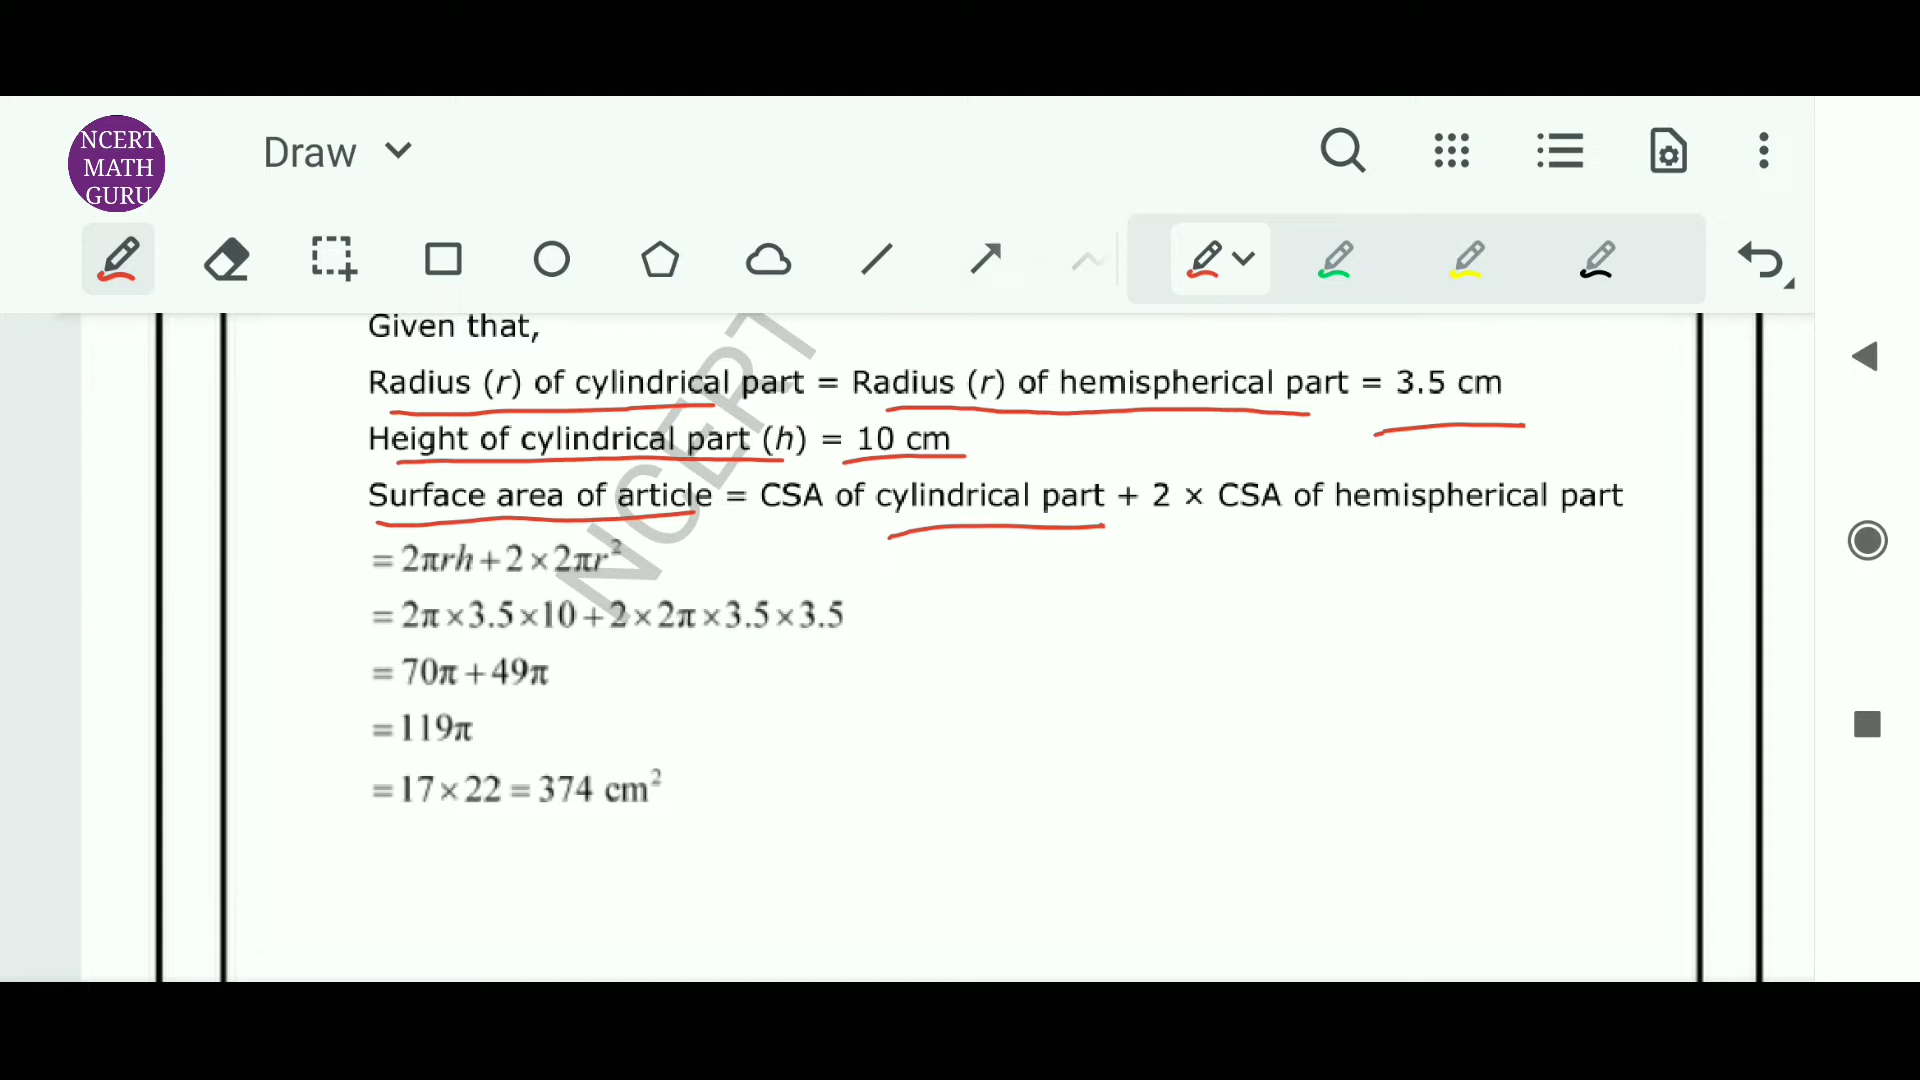 NCERT
MATH
GURU
Draw
Given that,
Radius (r) of cylindrical part = Radius (r) of hemispherical part = 3.5 cm
Height of cylindrical part (h) = 10 cm
Surface area of article = CSA of cylindrical part + 2 × CSA of hemispherical part
= 2πrh + 2 × 2πr²
= 2π × 3.5 × 10 + 2 × 2π × 3.5 × 3.5
= 70π + 49π
= 119π
= 17 × 22 = 374 cm²
NCERT